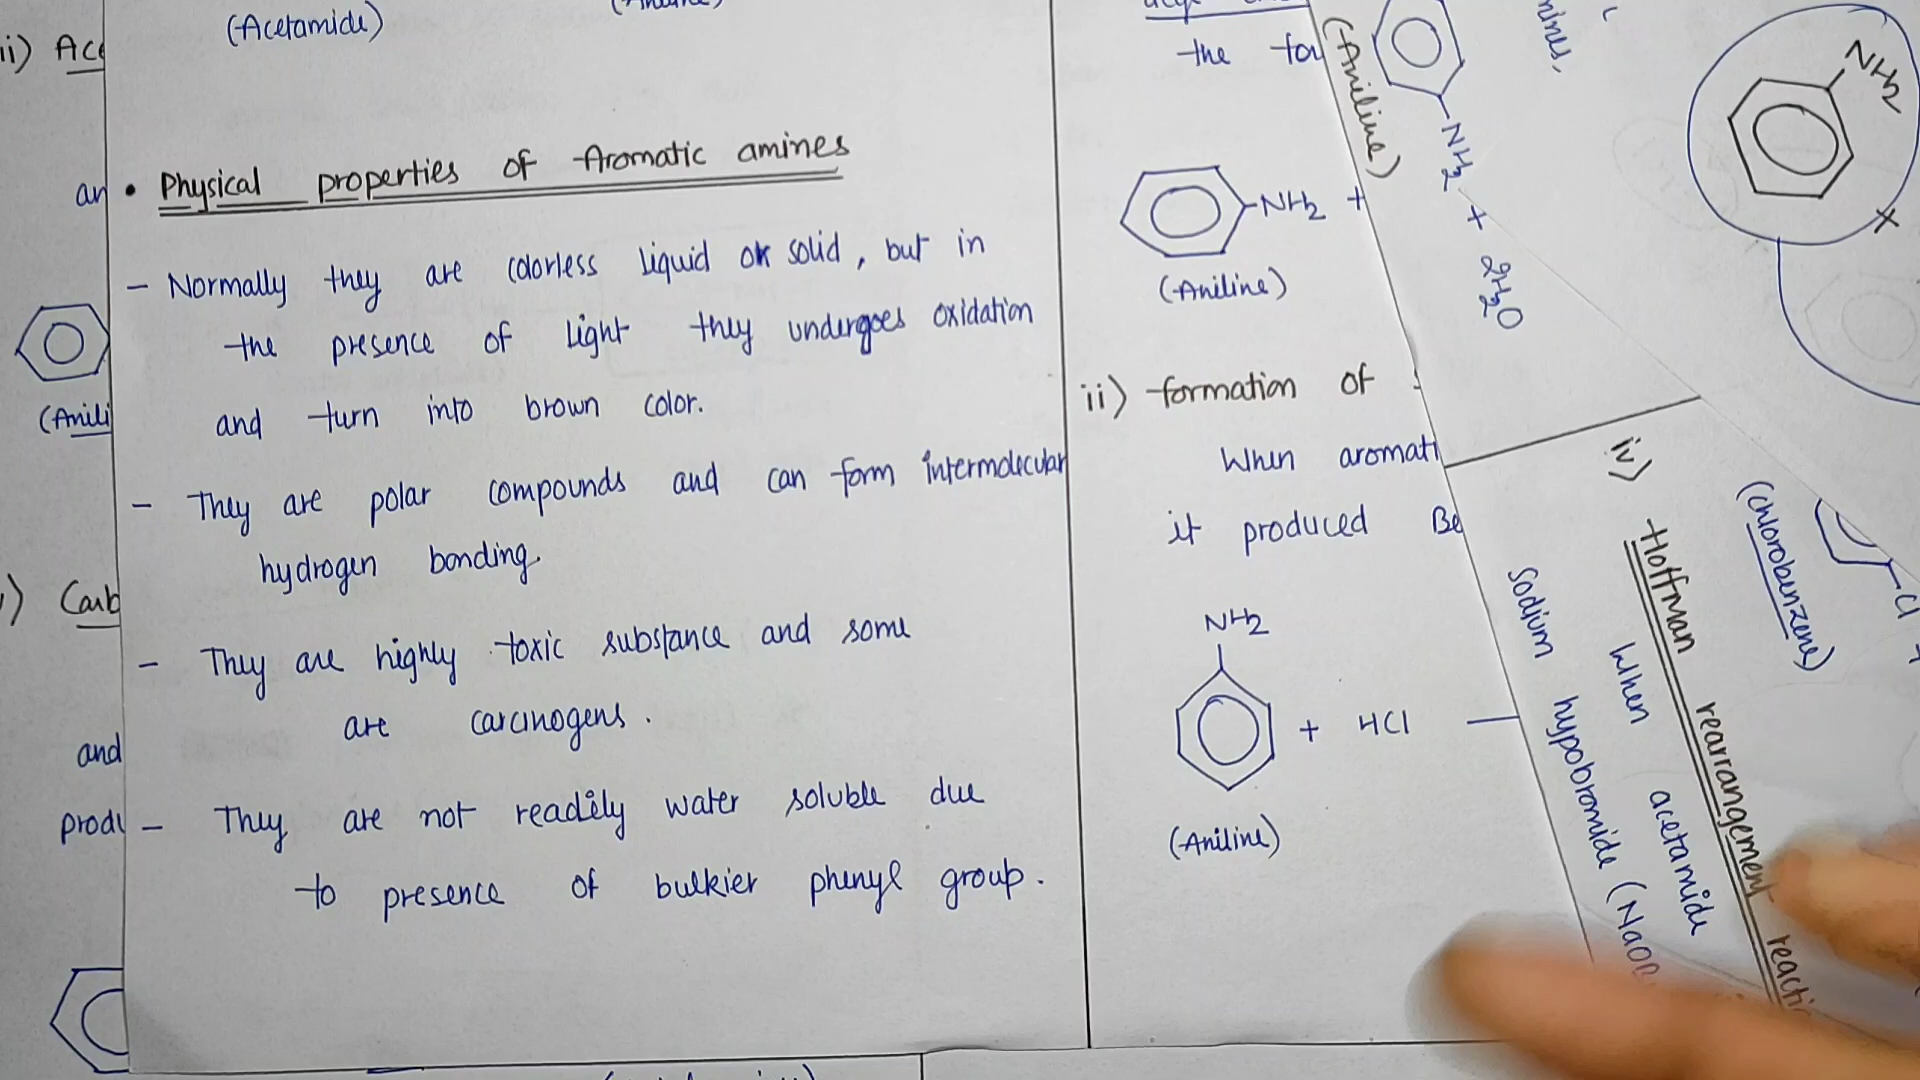 (Acetamide)
ii)
• Physical properties of Aromatic amines
- Normally they are colorless liquid or solid, but in
the presence of light they undergoes oxidation
and turn into brown color.
- They are polar compounds and can form intermolecular
hydrogen bonding.
- They are highly toxic substance and some
are carcinogens.
- They are not readily water soluble due
to presence of bulkier phenyl group.
and
the
NH2 +
(Aniline)
ii) formation of
When
it produced
NH2
+ HCl
(Aniline)
(Aniline)
NH2 + 2H2O
NH2
x
iv) Hoffman rearrangement
When acetamide
sodium hypobromide
(chlorobenzene)
Cl +